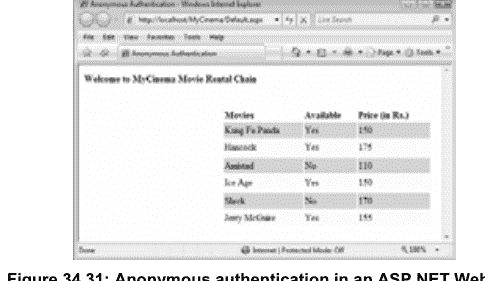 Anonymous Authentication - Windows Internet Explorer
http://localhost/MyCinema/Default.aspx
Live Search
File Edit View Favorites Tools Help
Anonymous Authentication
Page Tools
Welcome to MyCinema Movie Rental Chain
Movies Available Price (in Rs.)
Kung Fu Panda Yes 150
Hancock Yes 175
Amistad No 110
Ice Age Yes 150
No 170
Jerry McGuire Yes 155
Done
Internet | Protected Mode: Off
100%
Figure 34.31: Anonymous authentication in an ASP.NET Web